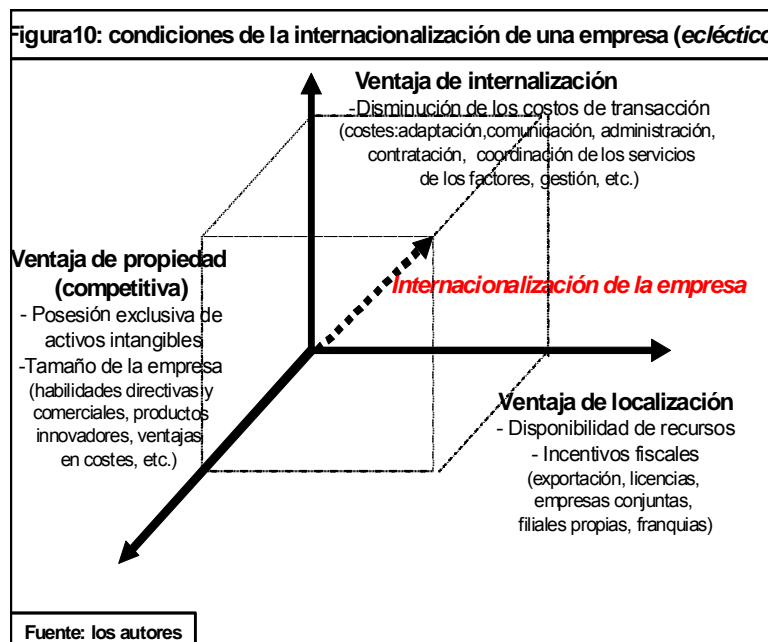 Figura10: condiciones de la internacionalización de una empresa (ecléctico
Ventaja de internalización
-Disminución de los costos de transacción
(costes:adaptación,comunicación, administración,
contratación, coordinación de los servicios
de los factores, gestión, etc.)
Ventaja de propiedad
(competitiva)
- Posesión exclusiva de
activos intangibles
-Tamaño de la empresa
(habilidades directivas y
comerciales, productos
innovadores, ventajas
en costes, etc.)
Internacionalización de la empresa
Ventaja de localización
- Disponibilidad de recursos
- Incentivos fiscales
(exportación, licencias,
empresas conjuntas,
filiales propias, franquias)
Fuente: los autores